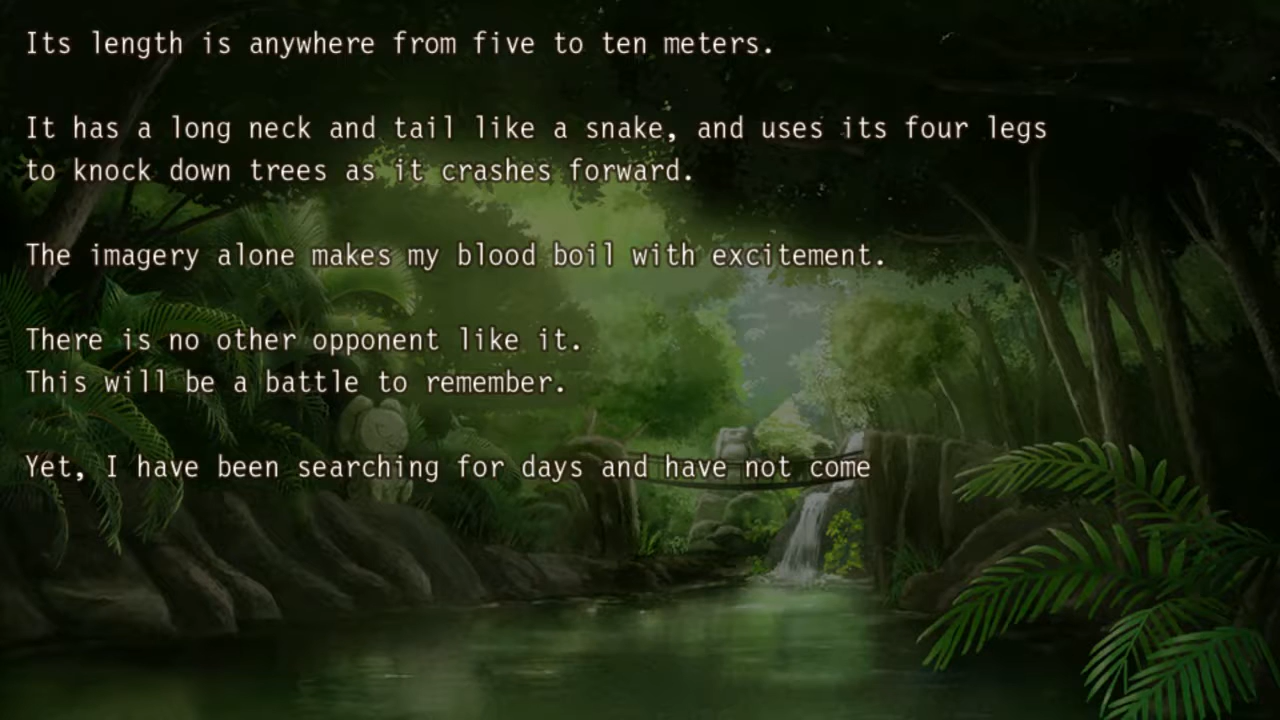 Its length is anywhere from five to ten meters.
It has a long neck and tail like a snake, and uses its four legs
to knock down trees as it crashes forward.
The imagery alone makes my blood boil with excitement.
There is no other opponent like it.
This will be a battle to remember.
Yet, I have been searching for days and have not come